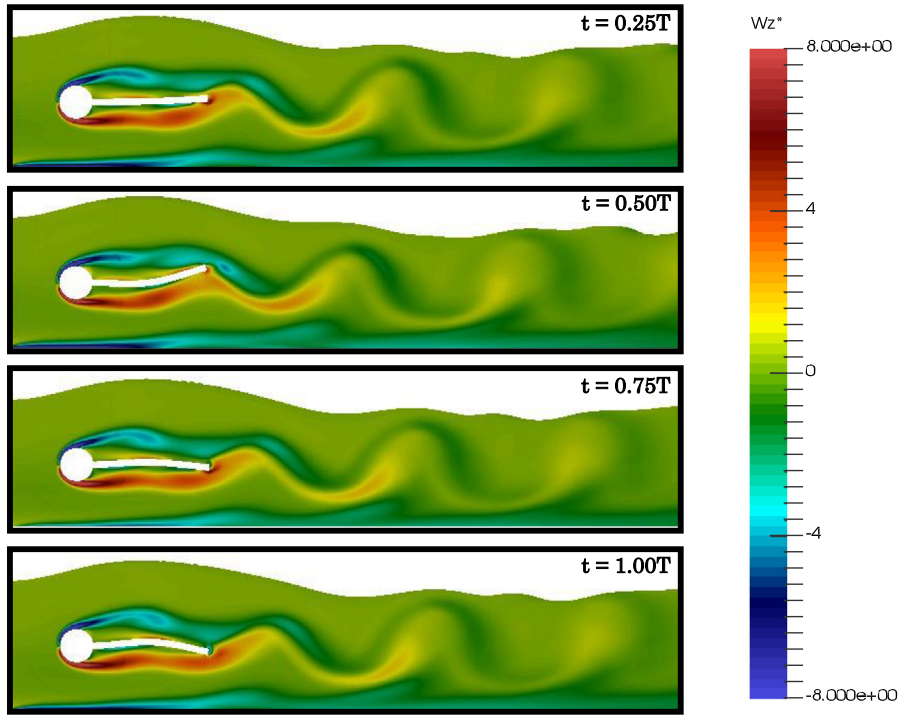 t = 0.25T
t = 0.50T
t = 0.75T
t = 1.00T
Wz*
8.000e+00
4
0
-4
-8.000e+00